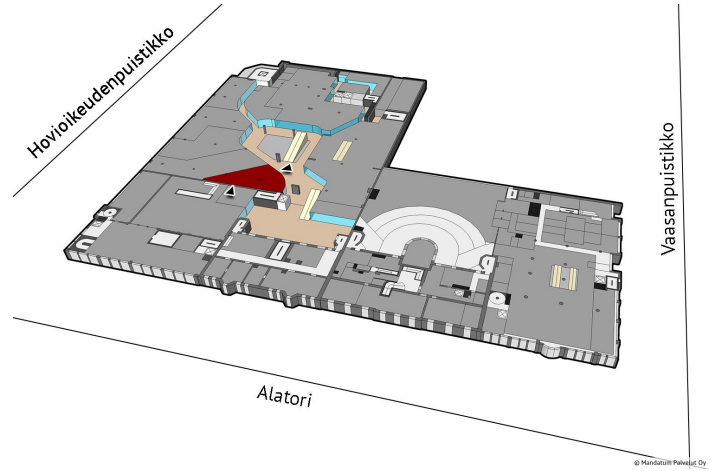 Hovioikeudenpuistikko
Vaasanpuistikko
Alatori
© Mandatum Palvelut Oy